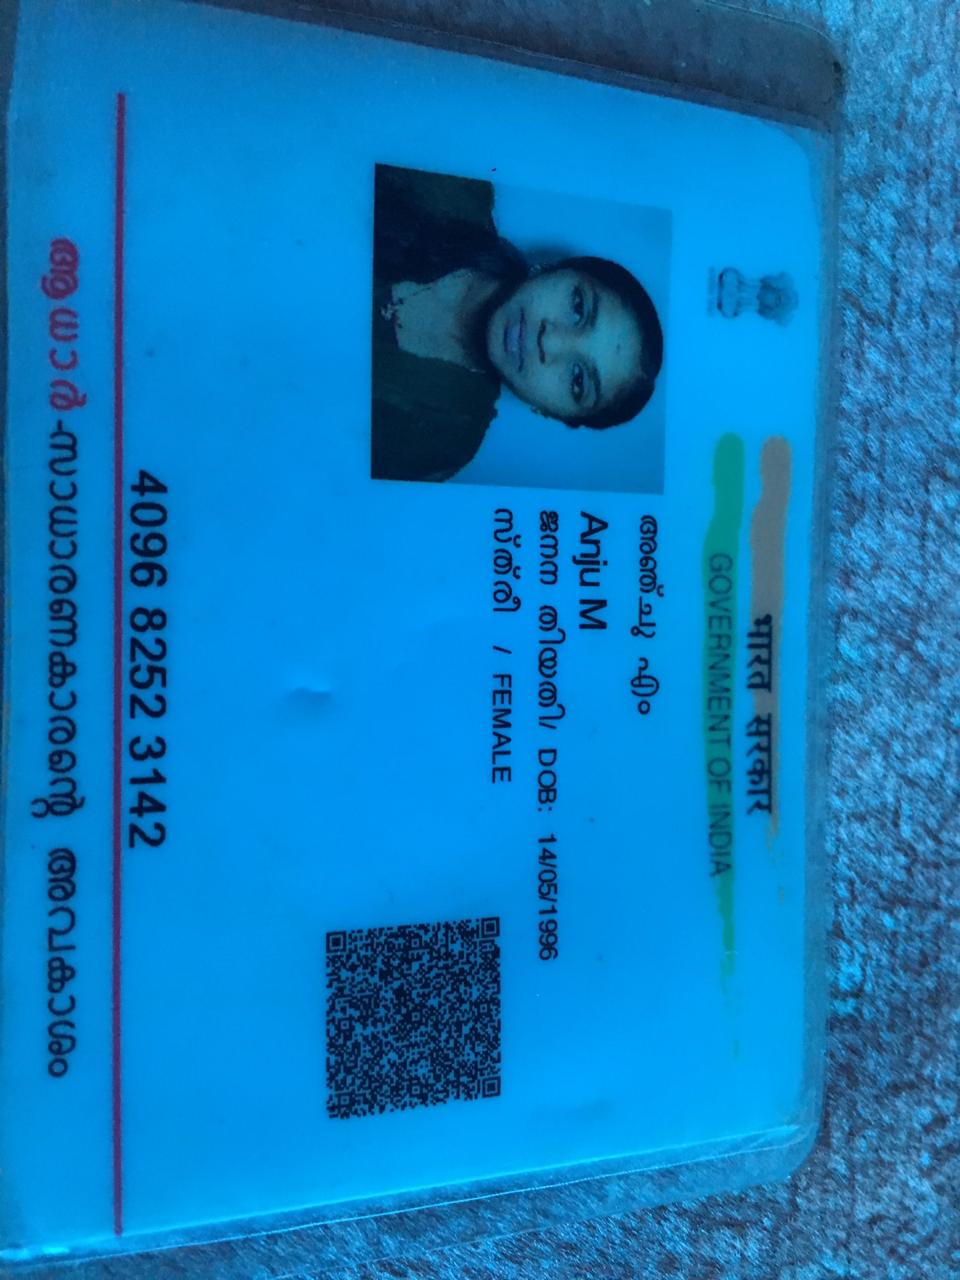 भारत सरकार
GOVERNMENT OF INDIA
അഞ്ചു എം
Anju M
ജനന തിയതി/ DOB: 14/05/1996
സ്ത്രീ / FEMALE
4096 8252 3142
ആധാർ-സാധാരണകാരന്റെ അവകാശം